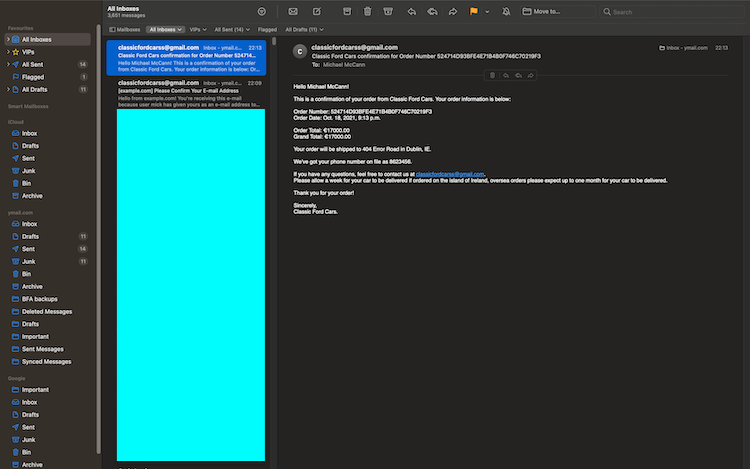 All Inboxes
3,651 messages
Move to...
Search
Mailboxes
All Inboxes
VIPs
All Sent (14)
Flagged
All Drafts (11)
Favourites
All Inboxes
VIPs
All Sent 14
Flagged
All Drafts 11
Smart Mailboxes
iCloud
Inbox
Drafts
Sent
Junk
Bin
Archive
ymail.com
Inbox
Drafts 11
Sent 14
Junk 11
Bin
Archive
BFA backups
Deleted Messages
Drafts
Important
Sent Messages
Synced Messages
Google
Important
Inbox
Drafts
Sent
Junk
Bin
Archive
classicfordcarss@gmail.com Inbox - ymail.c... 22:13
Classic Ford Cars confirmation for Order Number 524714...
Hello Michael McCann! This is a confirmation of your order
from Classic Ford Cars. Your order information is below: Or...
classicfordcarss@gmail.com Inbox - ymail.c... 22:09
[example.com] Please Confirm Your E-mail Address
Hello from example.com! You're receiving this e-mail
because user mick has given yours as an e-mail address to...
C
classicfordcarss@gmail.com
Inbox - ymail.com 22:13
Classic Ford Cars confirmation for Order Number 524714D93BFE4E71B4B0F746C70219F3
To: Michael McCann
Hello Michael McCann!
This is a confirmation of your order from Classic Ford Cars. Your order information is below:
Order Number: 524714D93BFE4E71B4B0F746C70219F3
Order Date: Oct. 18, 2021, 9:13 p.m.
Order Total: €17000.00
Grand Total: €17000.00
Your order will be shipped to 404 Error Road in Dublin, IE.
We've got your phone number on file as 8623456.
If you have any questions, feel free to contact us at classicfordcarss@gmail.com.
Please allow a week for your car to be delivered if ordered on the island of Ireland, oversea orders please expect up to one month for your car to be delivered.
Thank you for your order!
Sincerely,
Classic Ford Cars.